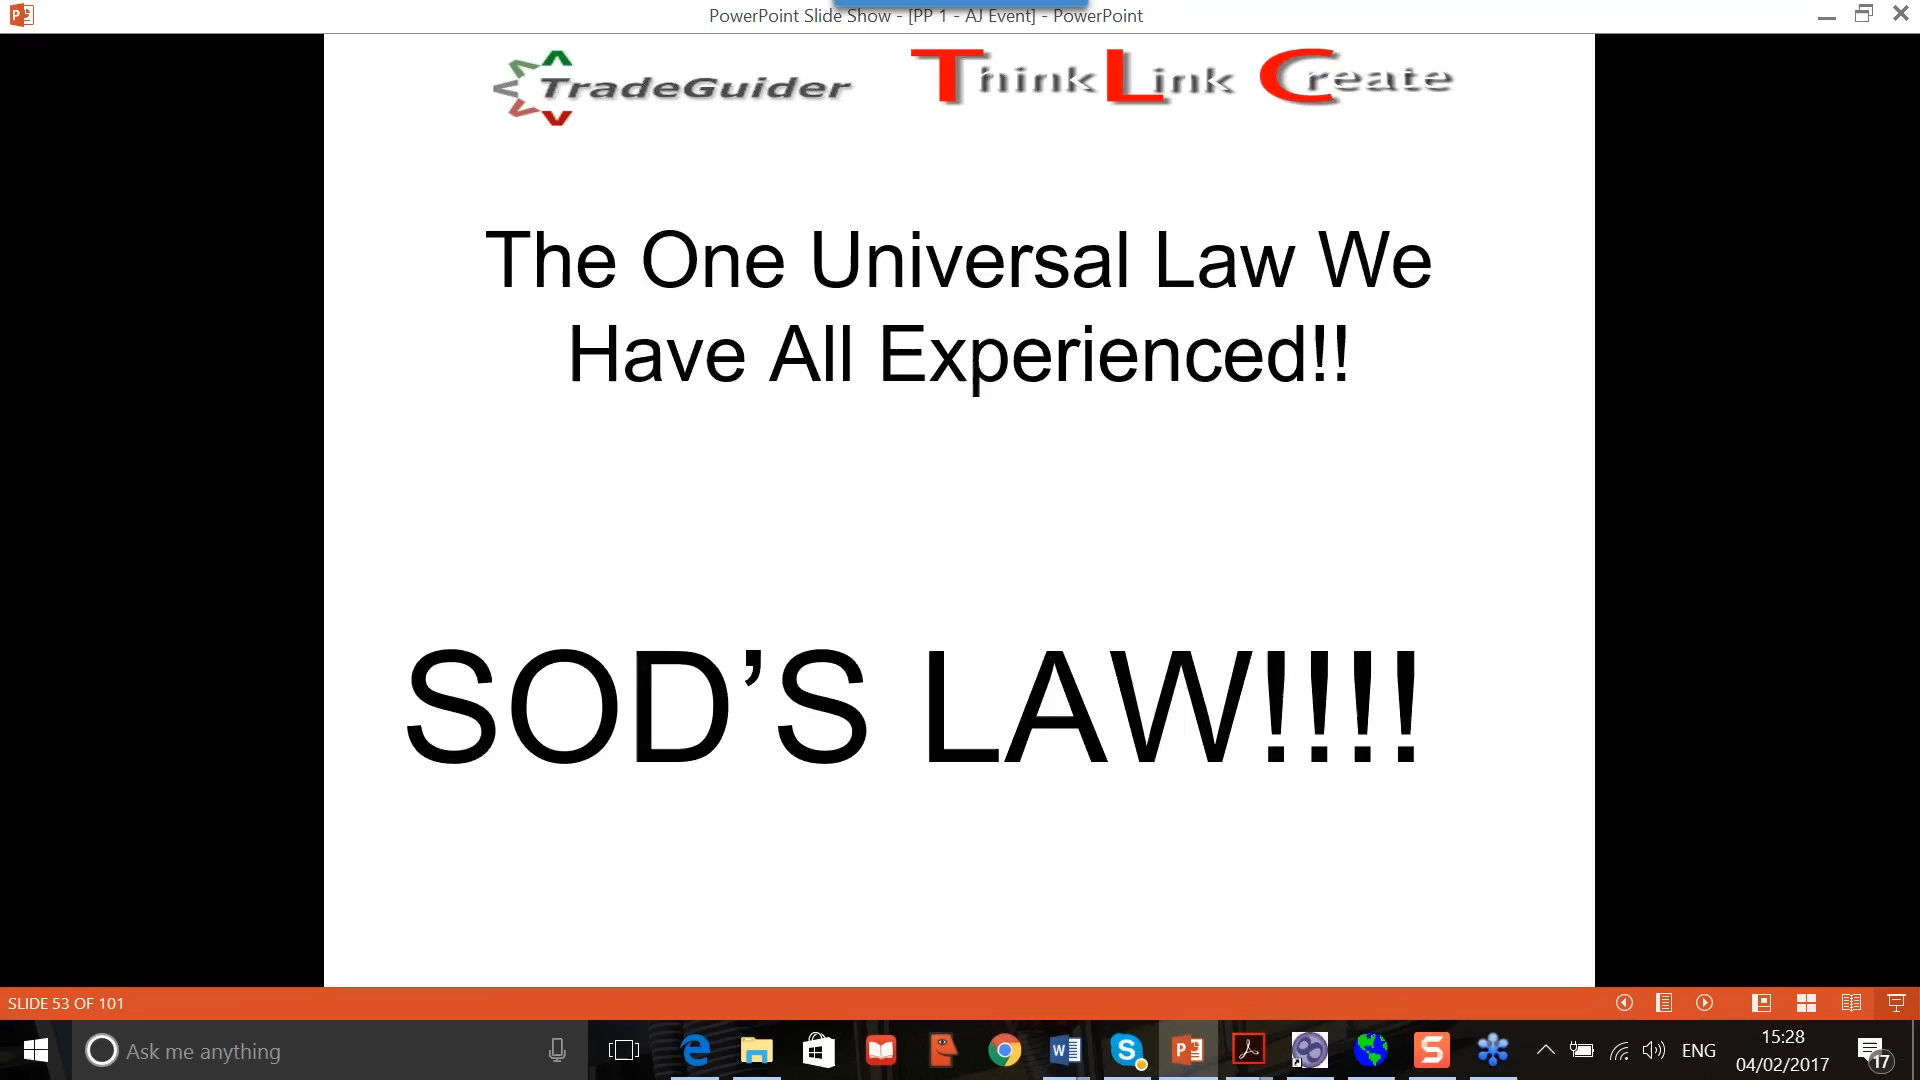 PowerPoint Slide Show - [PP 1 - AJ Event] - PowerPoint
TradeGuider
Think Link Create
The One Universal Law We
Have All Experienced!!
SOD’S LAW!!!!
SLIDE 53 OF 101
Ask me anything
ENG
15:28
04/02/2017
17